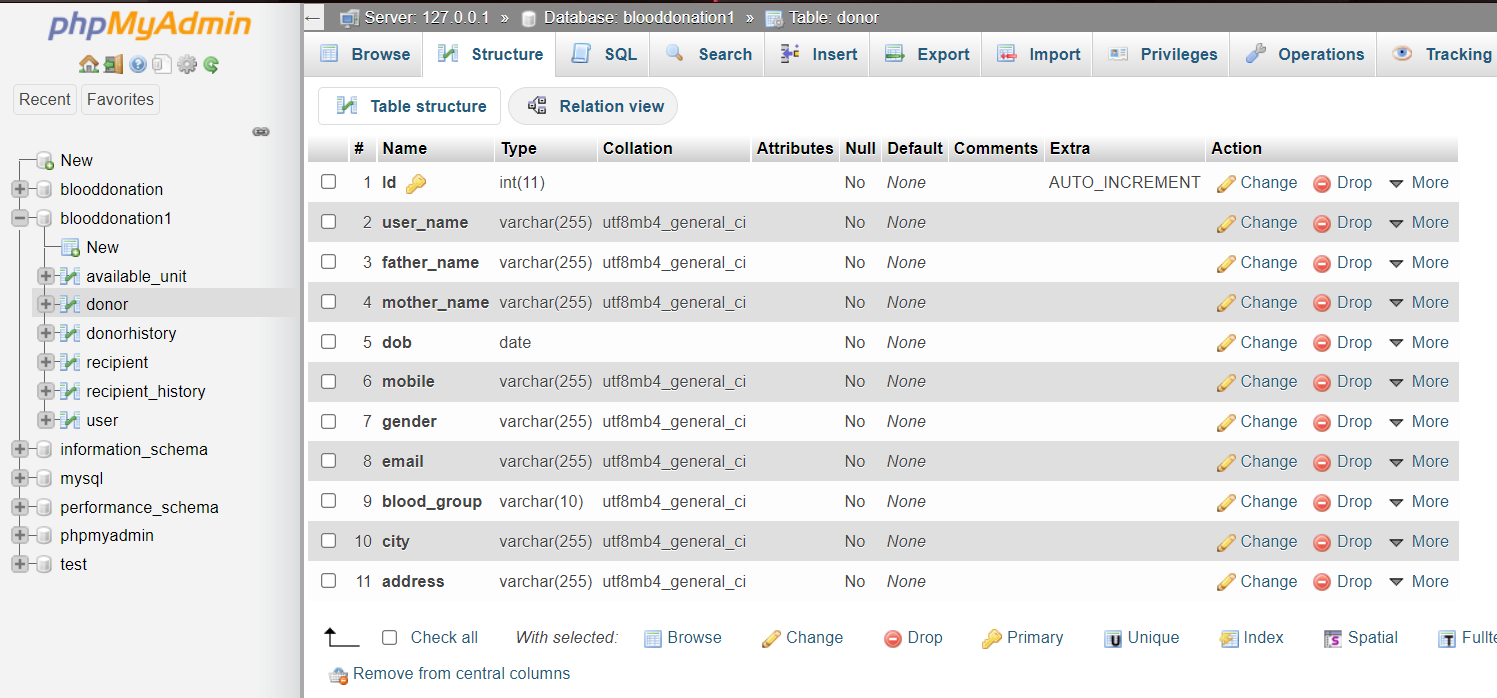 phpMyAdmin
Recent Favorites
New
blooddonation
blooddonation1
New
available_unit
donor
donorhistory
recipient
recipient_history
user
information_schema
mysql
performance_schema
phpmyadmin
test
Server: 127.0.0.1 » Database: blooddonation1 » Table: donor
Browse Structure SQL Search Insert Export Import Privileges Operations Tracking
Table structure Relation view
# Name Type Collation Attributes Null Default Comments Extra Action
1 Id int(11) No None AUTO_INCREMENT Change Drop More
2 user_name varchar(255) utf8mb4_general_ci No None Change Drop More
3 father_name varchar(255) utf8mb4_general_ci No None Change Drop More
4 mother_name varchar(255) utf8mb4_general_ci No None Change Drop More
5 dob date No None Change Drop More
6 mobile varchar(255) utf8mb4_general_ci No None Change Drop More
7 gender varchar(255) utf8mb4_general_ci No None Change Drop More
8 email varchar(255) utf8mb4_general_ci No None Change Drop More
9 blood_group varchar(10) utf8mb4_general_ci No None Change Drop More
10 city varchar(255) utf8mb4_general_ci No None Change Drop More
11 address varchar(255) utf8mb4_general_ci No None Change Drop More
Check all With selected: Browse Change Drop Primary Unique Index Spatial Fullte
Remove from central columns